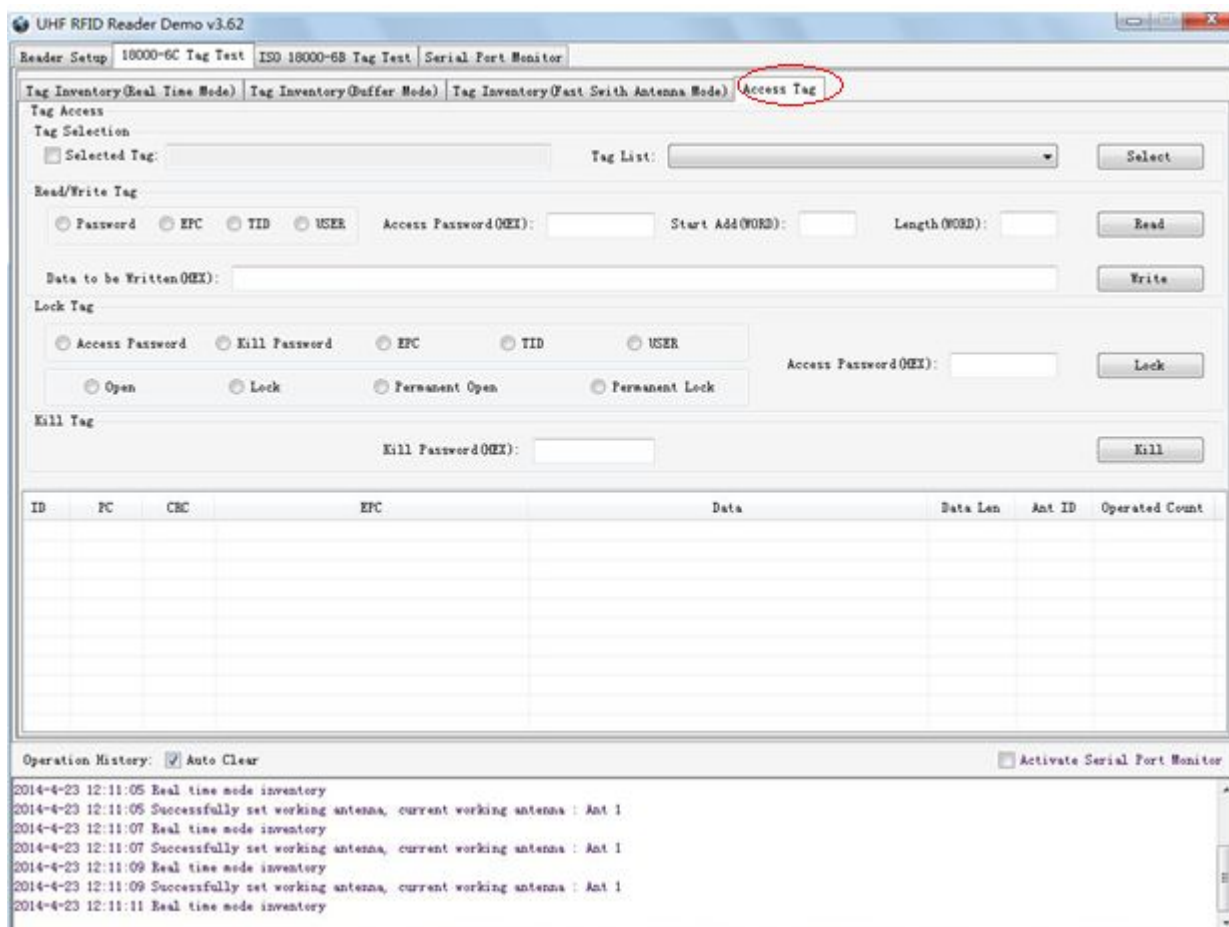 UHF RFID Reader Demo v3.62
Reader Setup 18000-6C Tag Test ISO 18000-6B Tag Test Serial Port Monitor
Tag Inventory(Real Time Mode) Tag Inventory(Buffer Mode) Tag Inventory(Fast Swith Antenna Mode) Access Tag
Tag Access
Tag Selection
Selected Tag: Tag List: Select
Read/Write Tag
Password EPC TID USER Access Password(HEX): Start Add(WORD): Length(WORD): Read
Data to be Written(HEX): Write
Lock Tag
Access Password Kill Password EPC TID USER
Access Password(HEX): Lock
Open Lock Permanent Open Permanent Lock
Kill Tag
Kill Password(HEX): Kill
ID PC CRC EPC Data Data Len Ant ID Operated Count
Operation History: Auto Clear Activate Serial Port Monitor
2014-4-23 12:11:05 Real time mode inventory
2014-4-23 12:11:05 Successfully set working antenna, current working antenna : Ant 1
2014-4-23 12:11:07 Real time mode inventory
2014-4-23 12:11:07 Successfully set working antenna, current working antenna : Ant 1
2014-4-23 12:11:09 Real time mode inventory
2014-4-23 12:11:09 Successfully set working antenna, current working antenna : Ant 1
2014-4-23 12:11:11 Real time mode inventory